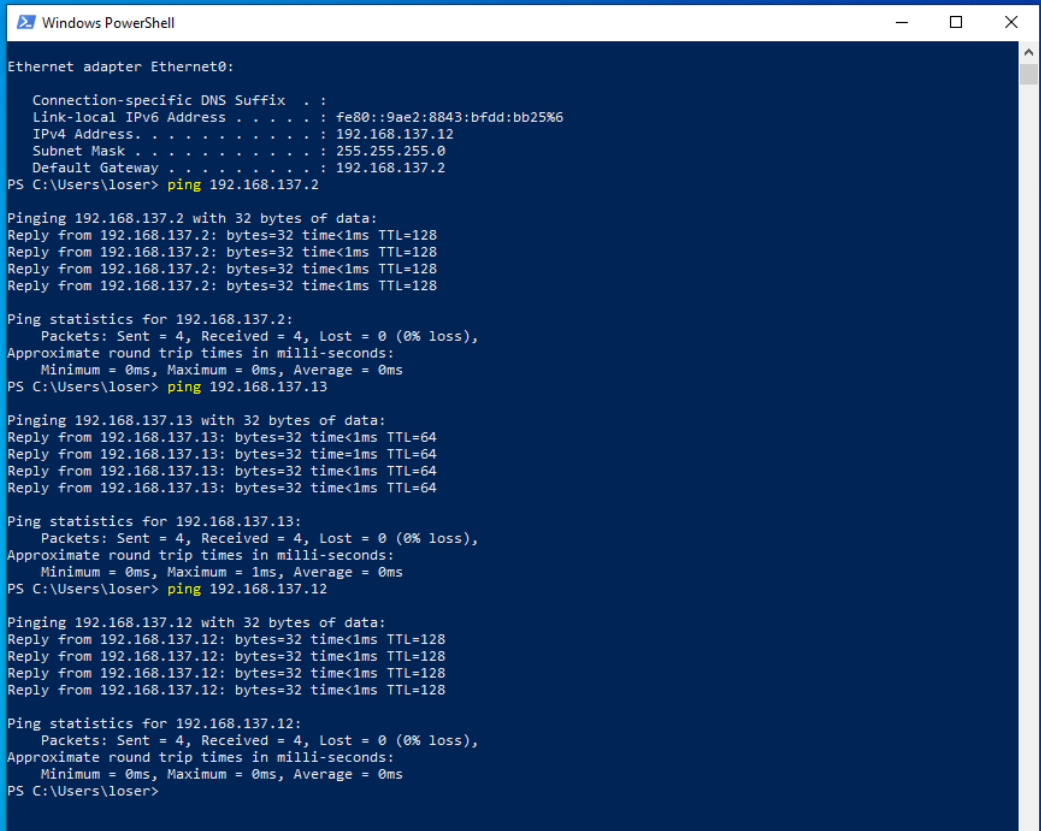 Windows PowerShell
Ethernet adapter Ethernet0:
   Connection-specific DNS Suffix  . :
   Link-local IPv6 Address . . . . . : fe80::9ae2:8843:bfdd:bb25%6
   IPv4 Address. . . . . . . . . . . : 192.168.137.12
   Subnet Mask . . . . . . . . . . . : 255.255.255.0
   Default Gateway . . . . . . . . . : 192.168.137.2
PS C:\Users\loser> ping 192.168.137.2
Pinging 192.168.137.2 with 32 bytes of data:
Reply from 192.168.137.2: bytes=32 time<1ms TTL=128
Reply from 192.168.137.2: bytes=32 time<1ms TTL=128
Reply from 192.168.137.2: bytes=32 time<1ms TTL=128
Reply from 192.168.137.2: bytes=32 time<1ms TTL=128
Ping statistics for 192.168.137.2:
    Packets: Sent = 4, Received = 4, Lost = 0 (0% loss),
Approximate round trip times in milli-seconds:
    Minimum = 0ms, Maximum = 0ms, Average = 0ms
PS C:\Users\loser> ping 192.168.137.13
Pinging 192.168.137.13 with 32 bytes of data:
Reply from 192.168.137.13: bytes=32 time<1ms TTL=64
Reply from 192.168.137.13: bytes=32 time=1ms TTL=64
Reply from 192.168.137.13: bytes=32 time<1ms TTL=64
Reply from 192.168.137.13: bytes=32 time<1ms TTL=64
Ping statistics for 192.168.137.13:
    Packets: Sent = 4, Received = 4, Lost = 0 (0% loss),
Approximate round trip times in milli-seconds:
    Minimum = 0ms, Maximum = 1ms, Average = 0ms
PS C:\Users\loser> ping 192.168.137.12
Pinging 192.168.137.12 with 32 bytes of data:
Reply from 192.168.137.12: bytes=32 time<1ms TTL=128
Reply from 192.168.137.12: bytes=32 time<1ms TTL=128
Reply from 192.168.137.12: bytes=32 time<1ms TTL=128
Reply from 192.168.137.12: bytes=32 time<1ms TTL=128
Ping statistics for 192.168.137.12:
    Packets: Sent = 4, Received = 4, Lost = 0 (0% loss),
Approximate round trip times in milli-seconds:
    Minimum = 0ms, Maximum = 0ms, Average = 0ms
PS C:\Users\loser>